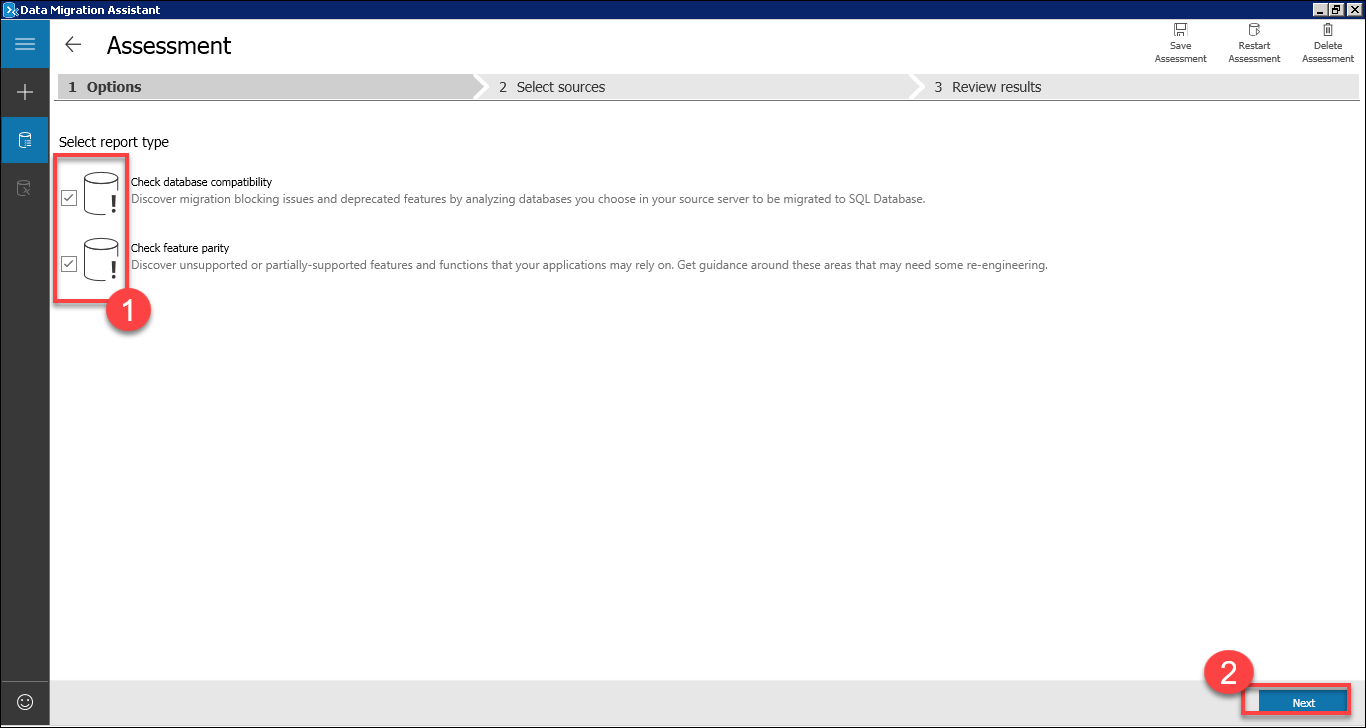 Data Migration Assistant
Assessment
Save
Assessment
Restart
Assessment
Delete
Assessment
1 Options
2 Select sources
3 Review results
Select report type
Check database compatibility
Discover migration blocking issues and deprecated features by analyzing databases you choose in your source server to be migrated to SQL Database.
Check feature parity
Discover unsupported or partially-supported features and functions that your applications may rely on. Get guidance around these areas that may need some re-engineering.
1
2
Next